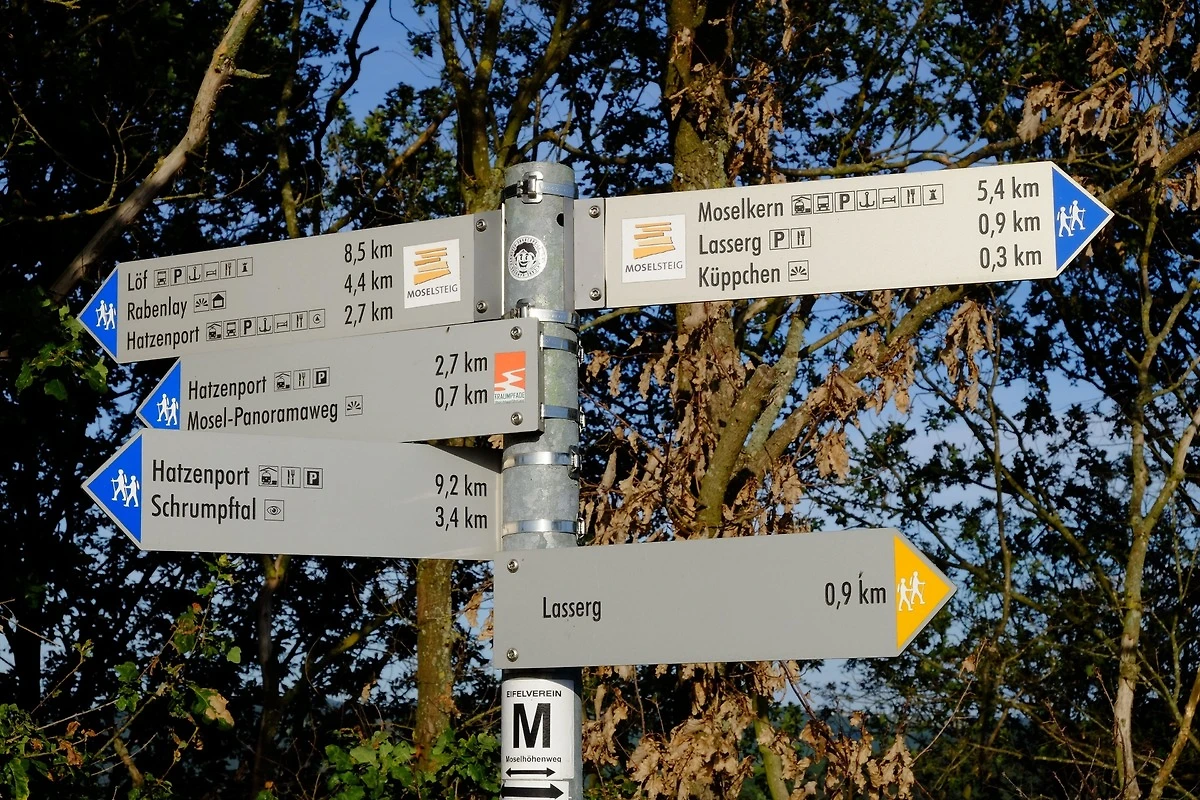 Löf 8,5 km
Rabenlay 4,4 km
Hatzenport 2,7 km
MOSELSTEIG
MOSELSTEIG
Moselkern P 5,4 km
Lasserg P 0,9 km
Küppchen 0,3 km
Hatzenport P 2,7 km
Mosel-Panoramaweg 0,7 km
TRAUMPFADE
Hatzenport P 9,2 km
Schrumpftal 3,4 km
Lasserg 0,9 km
EIFELVEREIN
M
Moselhöhenweg